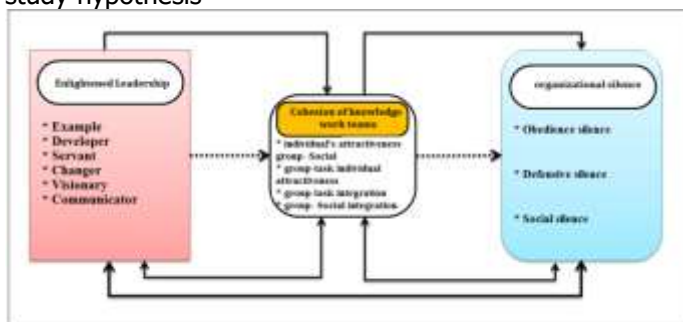 study hypothesis
Enlightened Leadership
* Example
* Developer
* Servant
* Changer
* Visionary
* Communicator
Cohesion of knowledge
work teams
* individual's attractiveness
group- Social
* group-task individual
attractiveness
* group-task integration
* group- Social integration
organizational silence
* Obedience silence
* Defensive silence
* Social silence